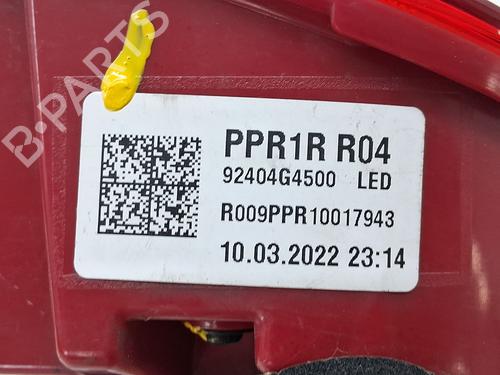 B-PARTS
PPR1R R04
92404G4500 LED
R009PPR10017943
10.03.2022 23:14